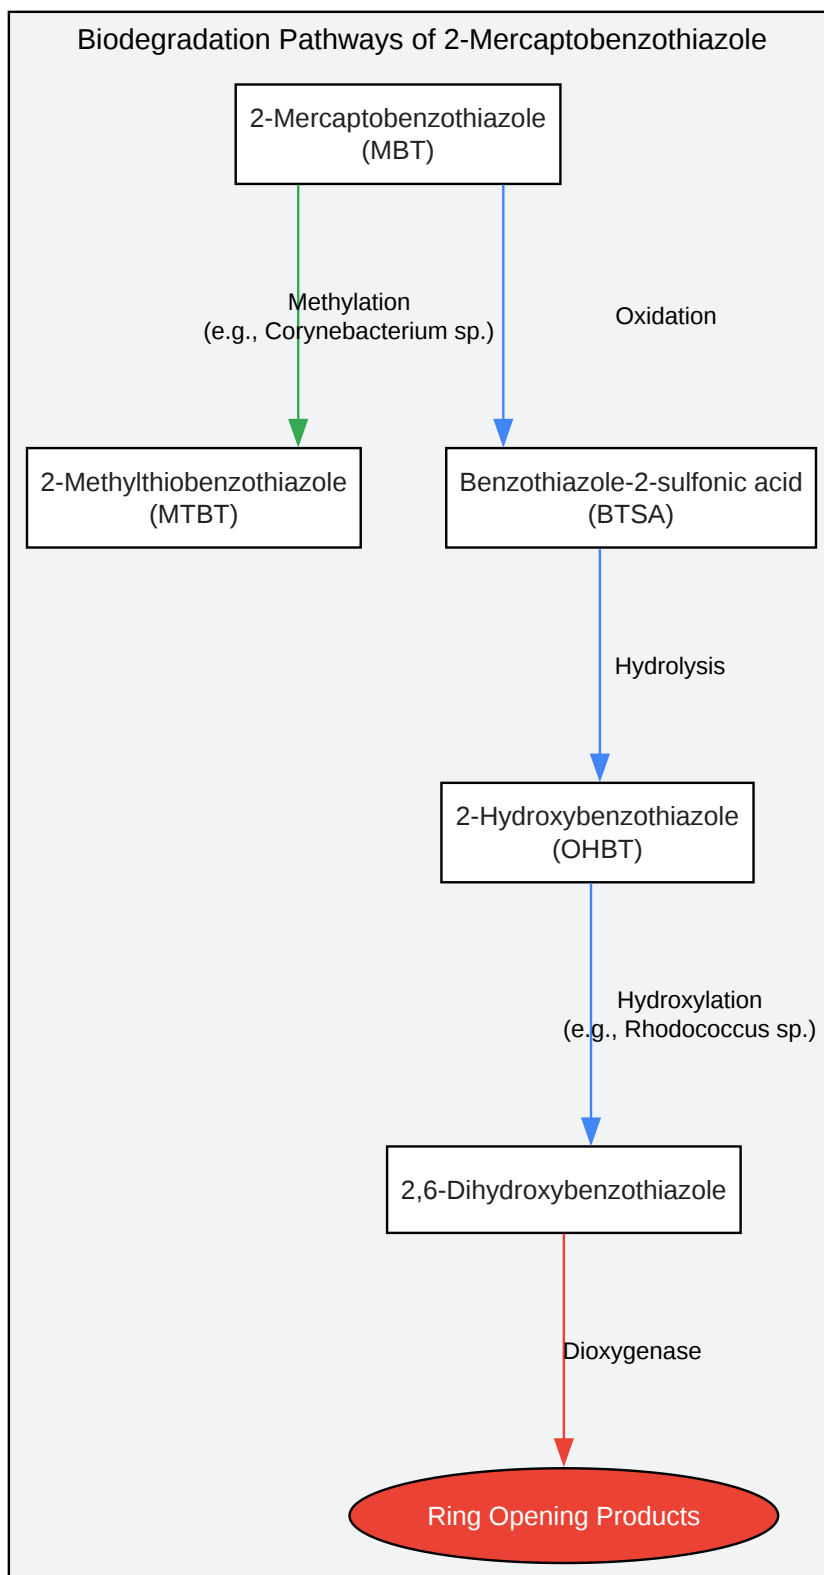 Biodegradation Pathways of 2-Mercaptobenzothiazole
2-Mercaptobenzothiazole
(MBT)
Methylation
(e.g., Corynebacterium sp.)
Oxidation
2-Methylthiobenzothiazole
(MTBT)
Benzothiazole-2-sulfonic acid
(BTSA)
Hydrolysis
2-Hydroxybenzothiazole
(OHBT)
Hydroxylation
(e.g., Rhodococcus sp.)
2,6-Dihydroxybenzothiazole
Dioxygenase
Ring Opening Products